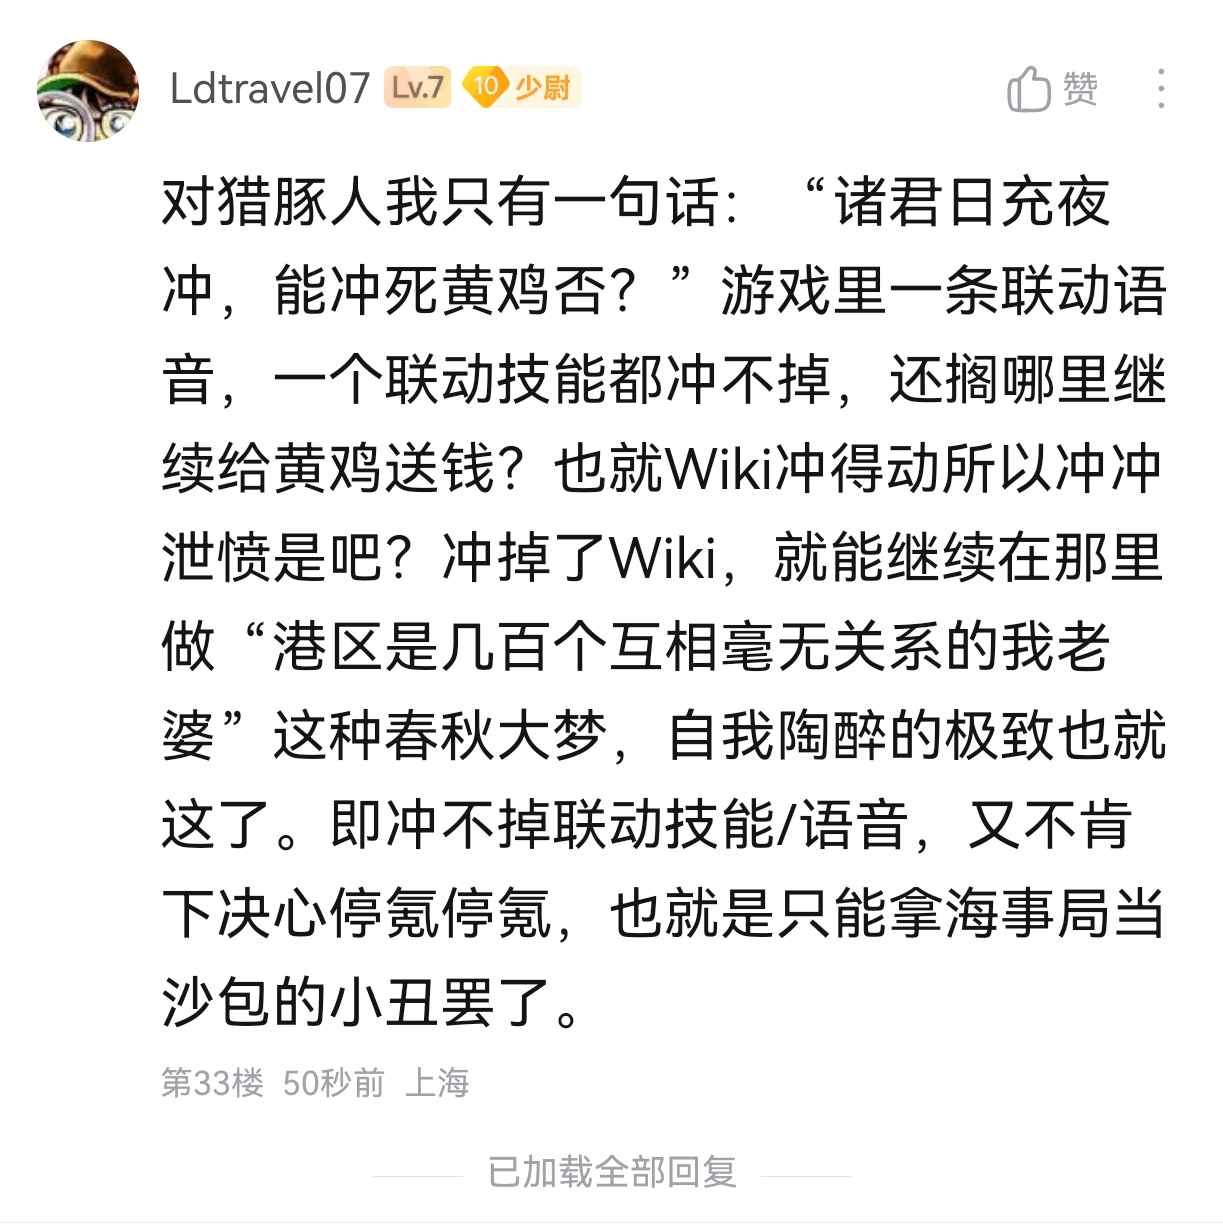 Ldtravel07 Lv.7 10 少尉 赞
对猎豚人我只有一句话：“诸君日充夜
冲，能冲死黄鸡否？”游戏里一条联动语
音，一个联动技能都冲不掉，还搁哪里继
续给黄鸡送钱？也就Wiki冲得动所以冲冲
泄愤是吧？冲掉了Wiki，就能继续在那里
做“港区是几百个互相毫无关系的我老
婆”这种春秋大梦，自我陶醉的极致也就
这了。即冲不掉联动技能/语音，又不肯
下决心停氪停氪，也就是只能拿海事局当
沙包的小丑罢了。
第33楼 50秒前 上海
已加载全部回复